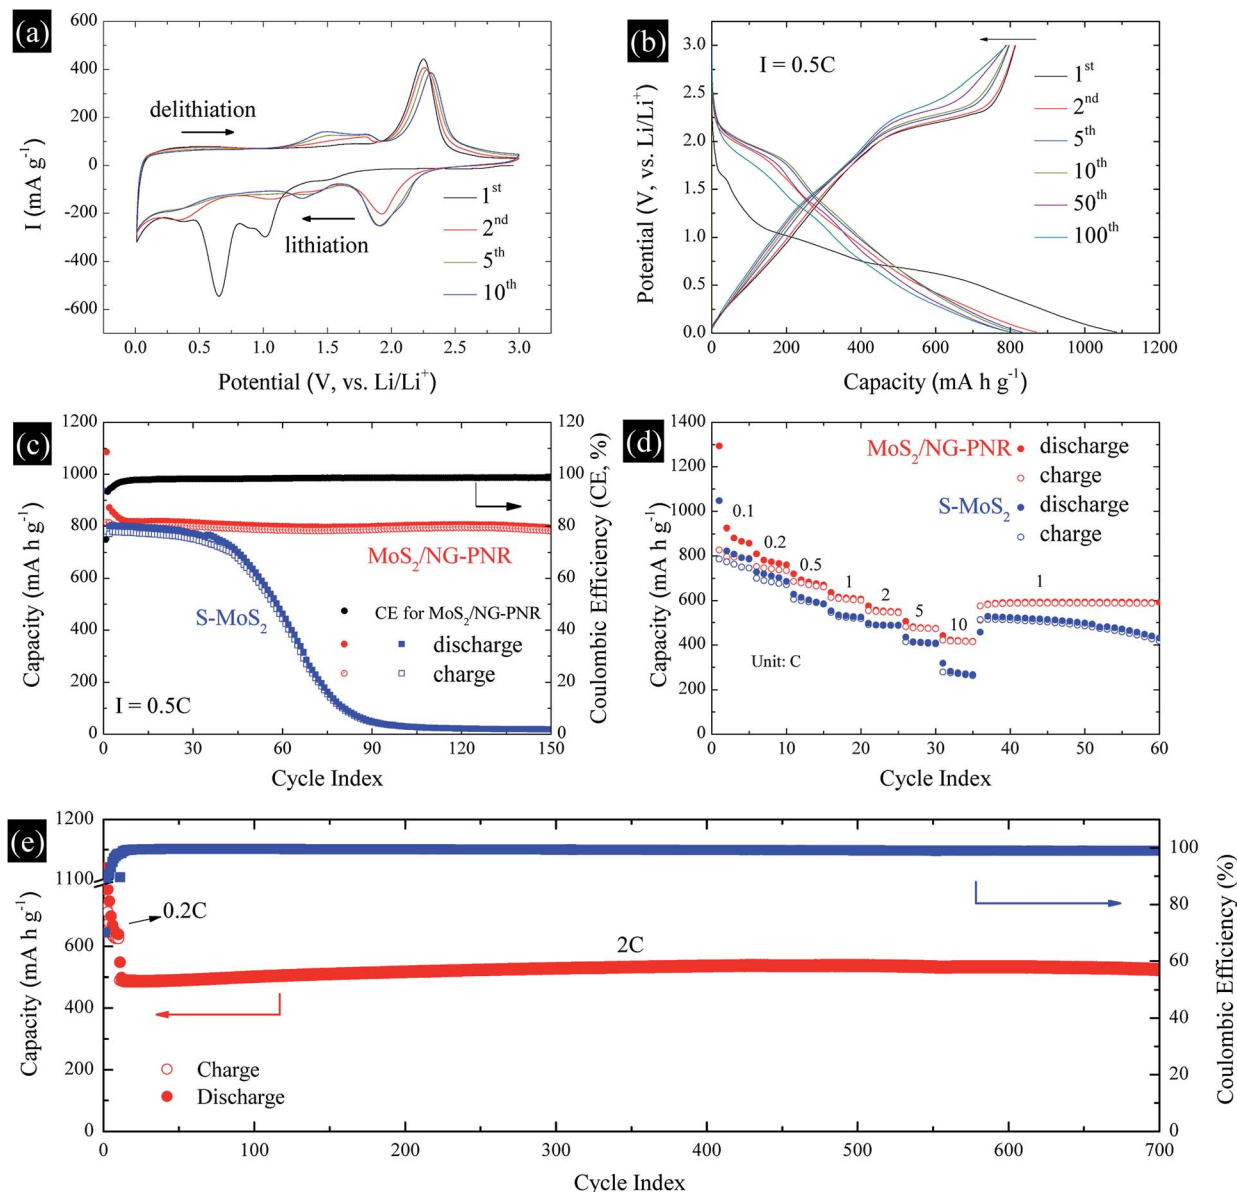 (a)
600
400
200
0
-200
-400
-600
I (mA g⁻¹)
delithiation
lithiation
1ˢᵗ
2ⁿᵈ
5ᵗʰ
10ᵗʰ
0.0 0.5 1.0 1.5 2.0 2.5 3.0
Potential (V, vs. Li/Li⁺)
(b)
3.0
2.5
2.0
1.5
1.0
0.5
0.0
Potential (V, vs. Li/Li⁺)
I = 0.5C
1ˢᵗ
2ⁿᵈ
5ᵗʰ
10ᵗʰ
50ᵗʰ
100ᵗʰ
0 200 400 600 800 1000 1200
Capacity (mA h g⁻¹)
(c)
1200
1000
800
600
400
200
0
Capacity (mA h g⁻¹)
MoS₂/NG-PNR
S-MoS₂
CE for MoS₂/NG-PNR
discharge
charge
I = 0.5C
120
100
80
60
40
20
0
Coulombic Efficiency (CE, %)
0 30 60 90 120 150
Cycle Index
(d)
1400
1200
1000
800
600
400
200
0
Capacity (mA h g⁻¹)
MoS₂/NG-PNR
discharge
charge
S-MoS₂
discharge
charge
0.1
0.2
0.5
1
2
5
10
1
Unit: C
0 10 20 30 40 50 60
Cycle Index
(e)
1200
1100
600
400
200
0
Capacity (mA h g⁻¹)
0.2C
2C
Charge
Discharge
100
80
60
40
20
0
Coulombic Efficiency (%)
0 100 200 300 400 500 600 700
Cycle Index